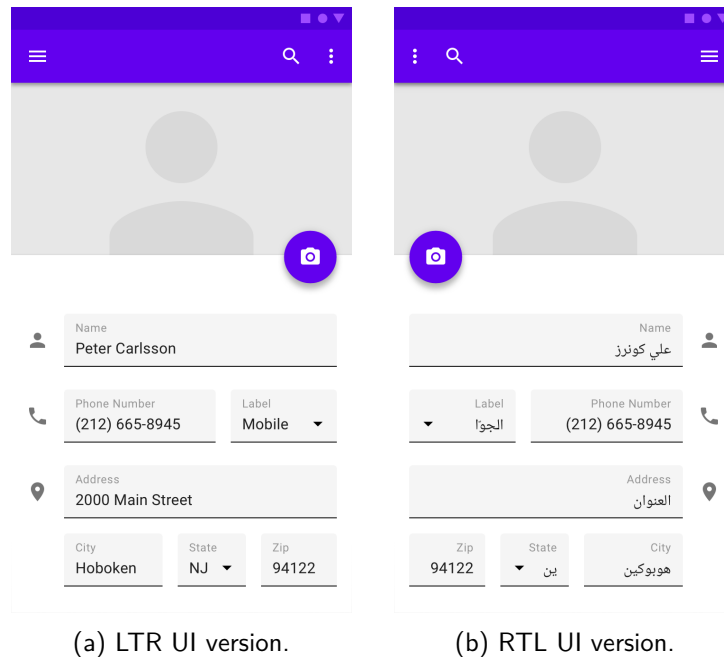 Name
Peter Carlsson
Phone Number
(212) 665-8945
Label
Mobile
Address
2000 Main Street
City
Hoboken
State
NJ
Zip
94122
(a) LTR UI version.
Name
علي كونرز
Phone Number
(212) 665-8945
Label
الجوّا
Address
العنوان
City
هوبوكين
State
ين
Zip
94122
(b) RTL UI version.